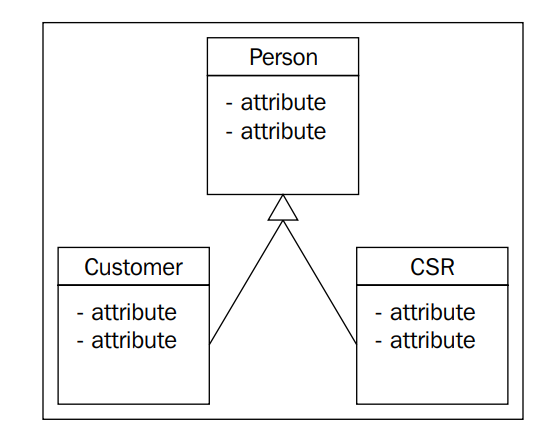 Person
- attribute
- attribute
Customer
- attribute
- attribute
CSR
- attribute
- attribute